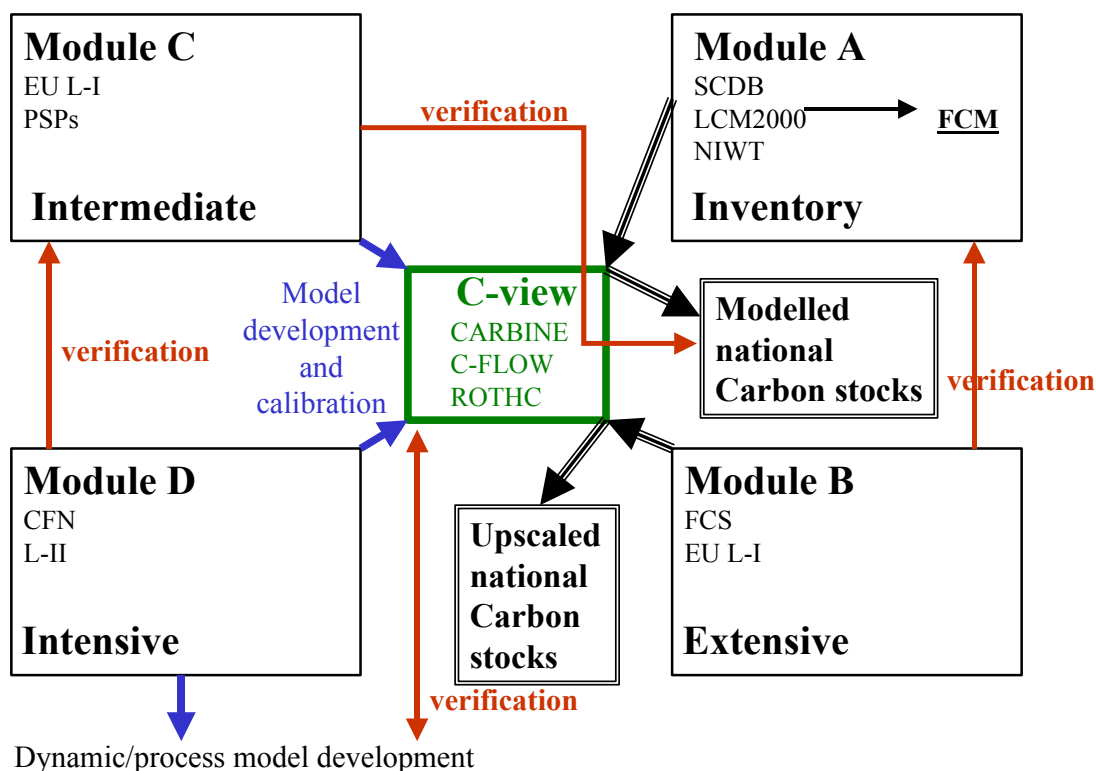 Module C
EU L-I
PSPs
Intermediate
verification
Module A
SCDB
LCM2000
NIWT
FCM
Inventory
Model
development
and
calibration
C-view
CARBINE
C-FLOW
ROTHC
Modelled
national
Carbon stocks
verification
verification
Module D
CFN
L-II
Intensive
Upscaled
national
Carbon
stocks
Module B
FCS
EU L-I
Extensive
verification
Dynamic/process model development